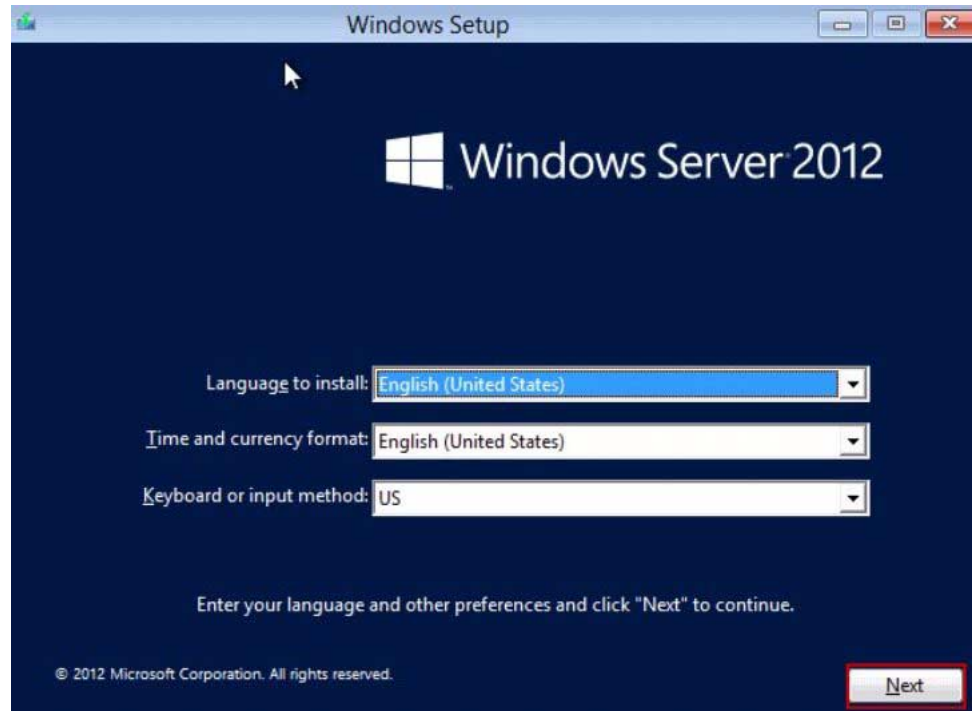 Windows Setup
Windows Server 2012
Language to install: English (United States)
Time and currency format: English (United States)
Keyboard or input method: US
Enter your language and other preferences and click "Next" to continue.
© 2012 Microsoft Corporation. All rights reserved.
Next